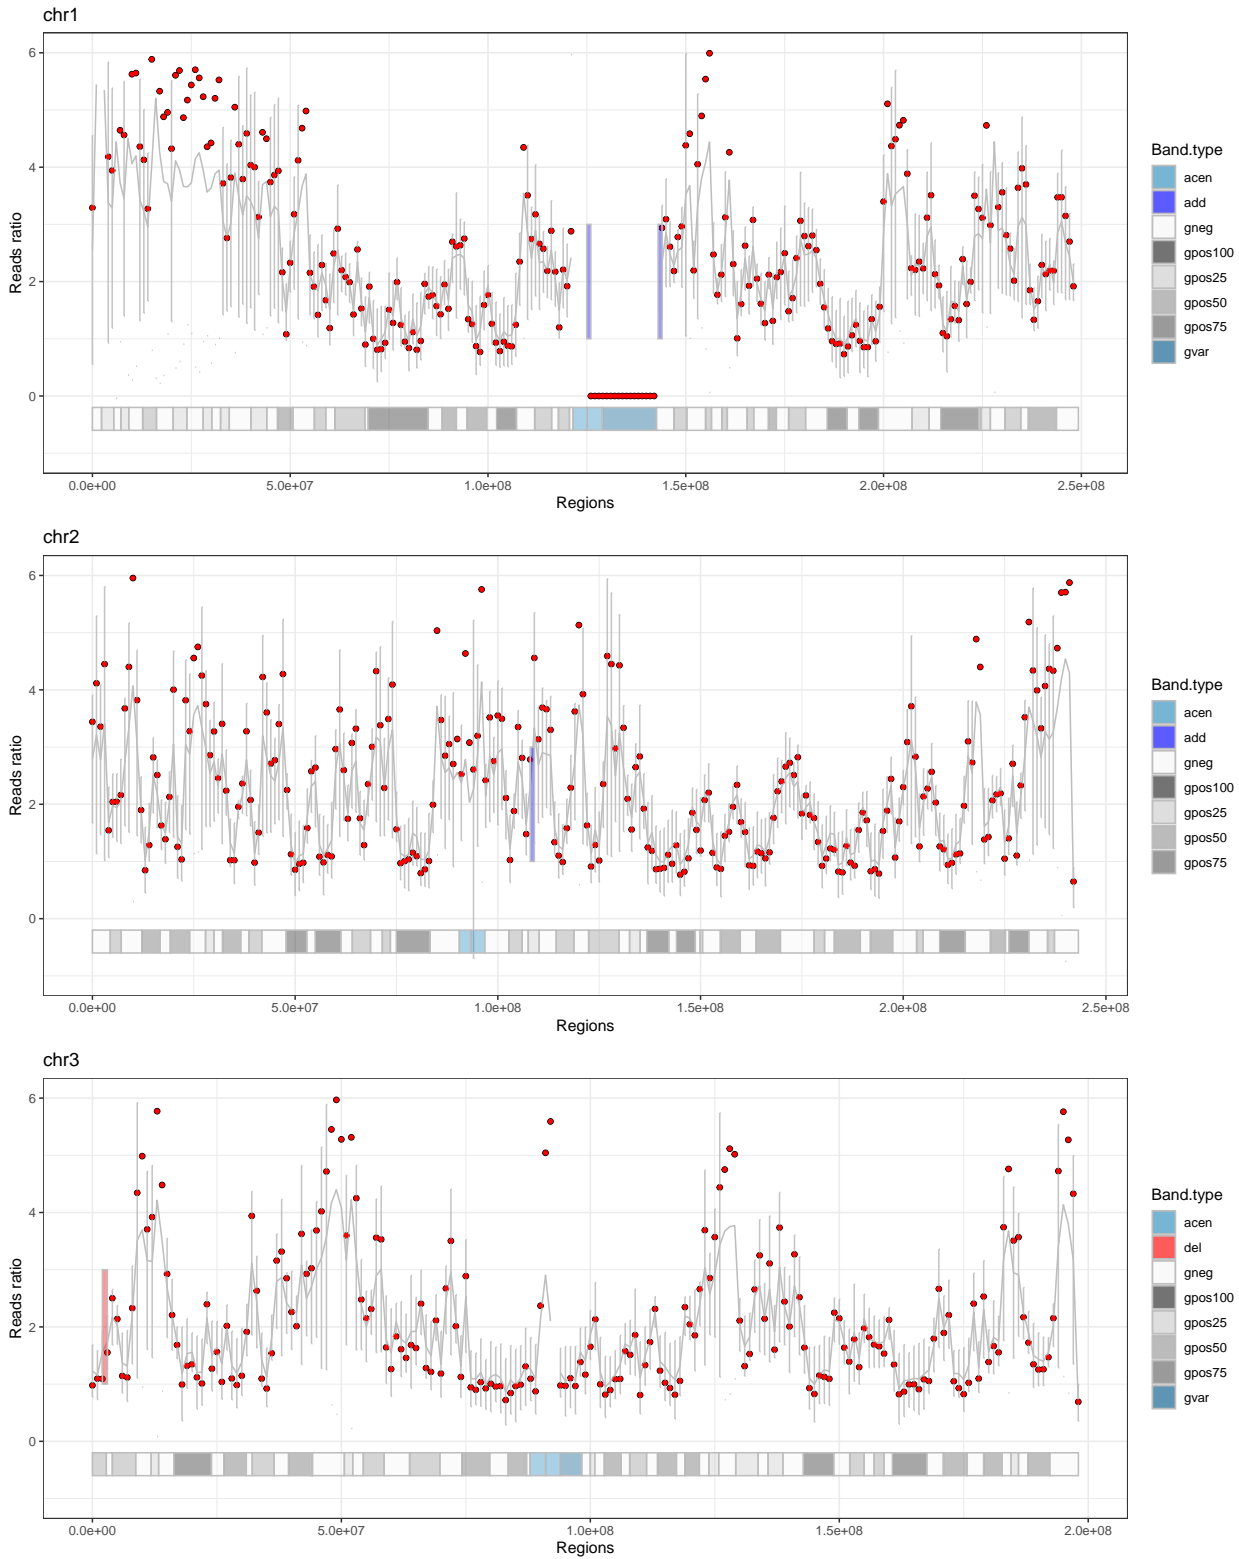 chr1
6
4
2
0
Reads ratio
0.0e+00
5.0e+07
1.0e+08
1.5e+08
2.0e+08
2.5e+08
Regions
Band.type
acen
add
gneg
gpos100
gpos25
gpos50
gpos75
gvar
chr2
6
4
2
0
Reads ratio
0.0e+00
5.0e+07
1.0e+08
1.5e+08
2.0e+08
2.5e+08
Regions
Band.type
acen
add
gneg
gpos100
gpos25
gpos50
gpos75
chr3
6
4
2
0
Reads ratio
0.0e+00
5.0e+07
1.0e+08
1.5e+08
2.0e+08
Regions
Band.type
acen
del
gneg
gpos100
gpos25
gpos50
gpos75
gvar